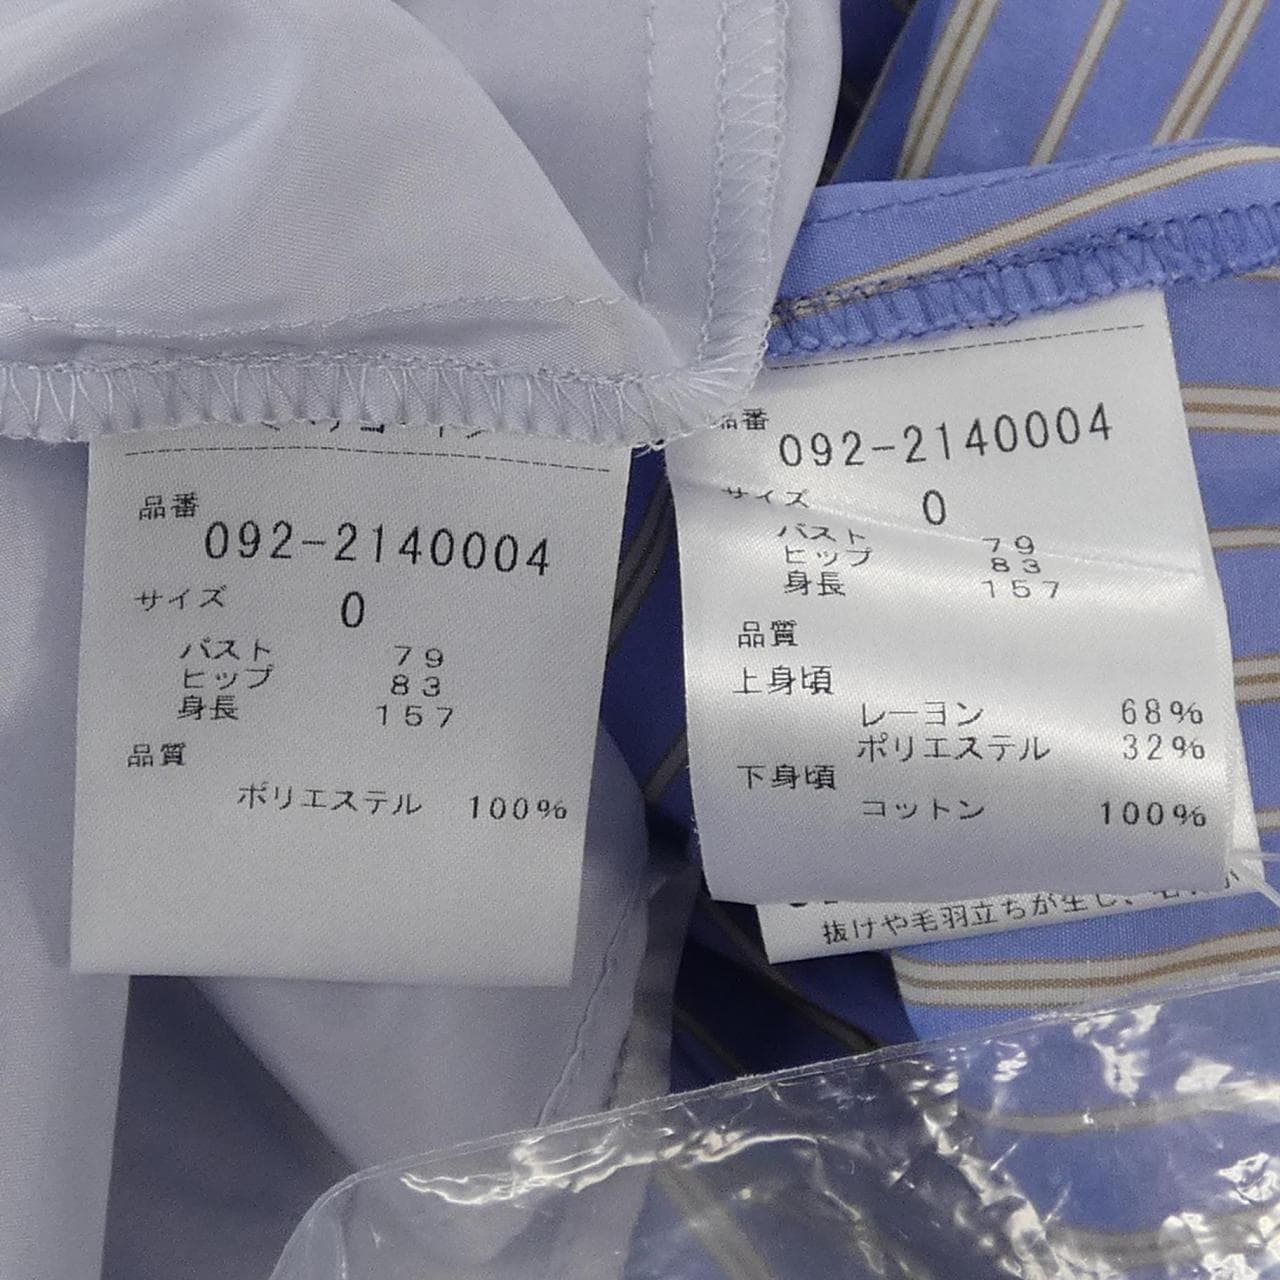 品番
092-2140004
サイズ 0
バスト 79
ヒップ 83
身長 157
品質
ポリエステル 100%
品番
092-2140004
サイズ 0
バスト 79
ヒップ 83
身長 157
品質
上身頃
レーヨン 68%
ポリエステル 32%
下身頃
コットン 100%
抜けや毛羽立ちが生じ、